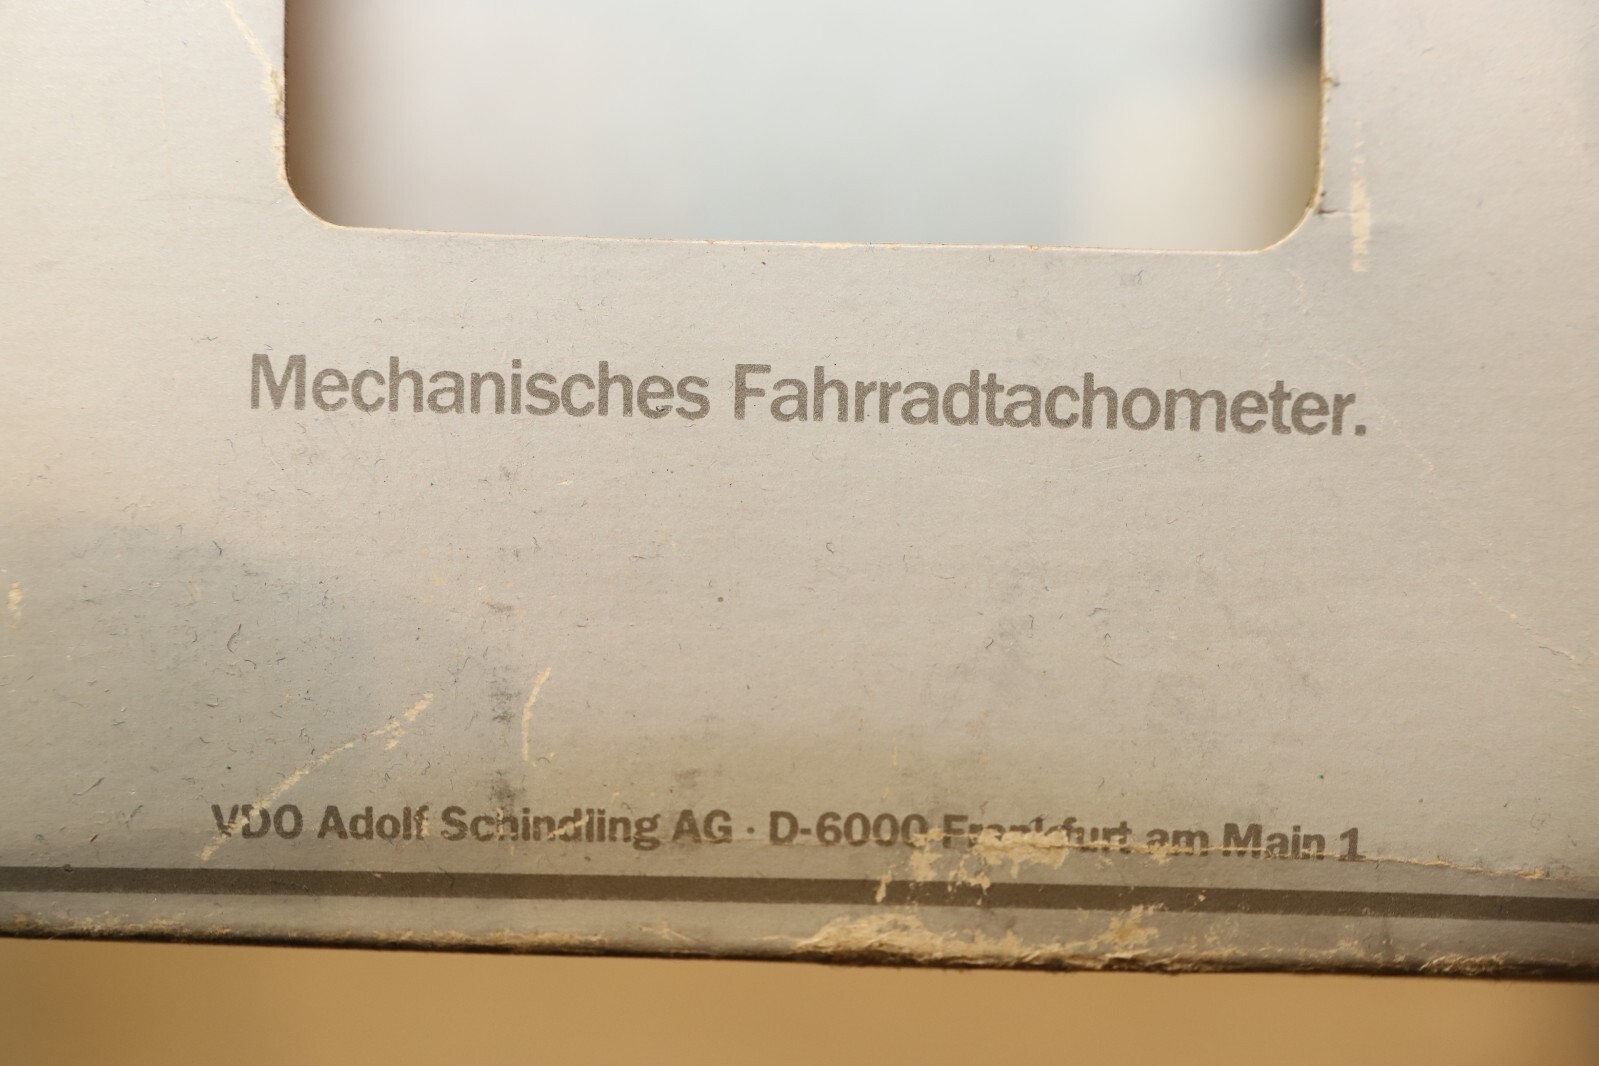 Mechanisches Fahrradtachometer.
VDO Adolf Schindling AG · D-6000 Frankfurt am Main 1